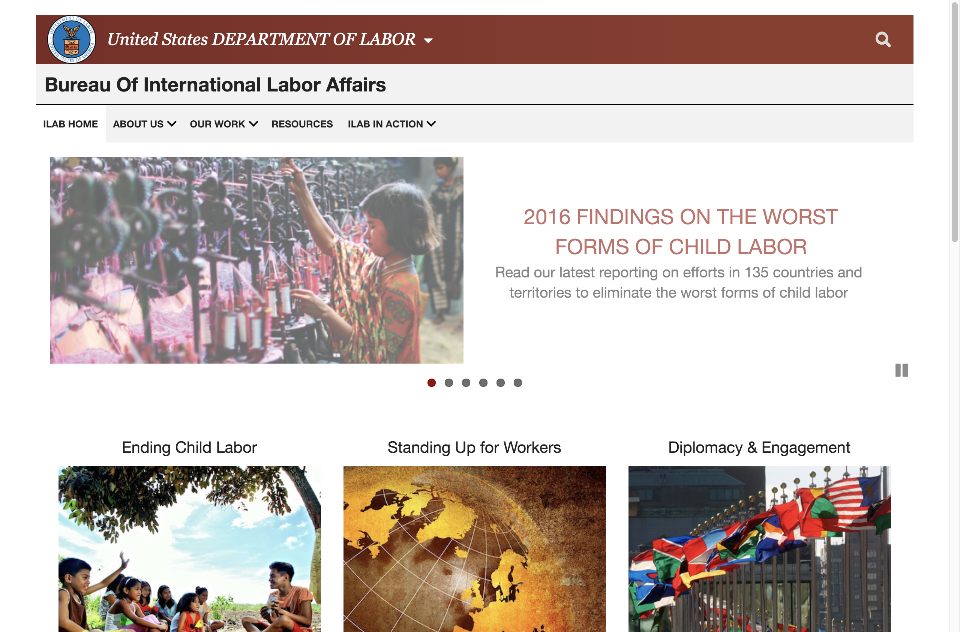 United States DEPARTMENT OF LABOR
Bureau Of International Labor Affairs
ILAB HOME ABOUT US OUR WORK RESOURCES ILAB IN ACTION
2016 FINDINGS ON THE WORST
FORMS OF CHILD LABOR
Read our latest reporting on efforts in 135 countries and
territories to eliminate the worst forms of child labor
Ending Child Labor Standing Up for Workers Diplomacy & Engagement